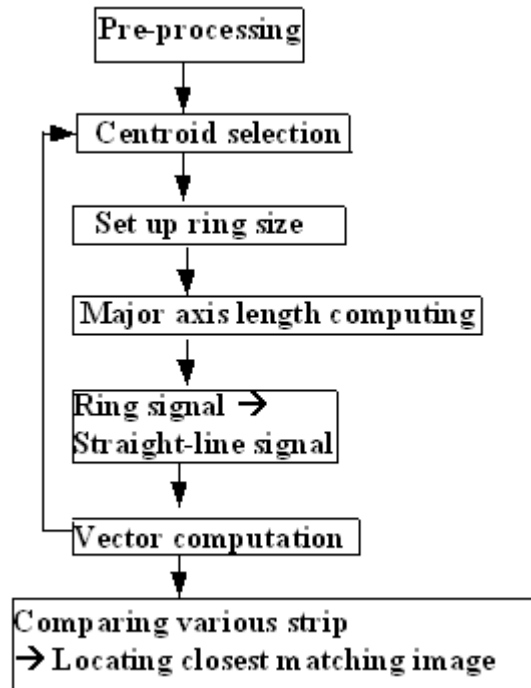 Pre-processing
Centroid selection
Set up ring size
Major axis length computing
Ring signal →
Straight-line signal
Vector computation
Comparing various strip
→ Locating closest matching image